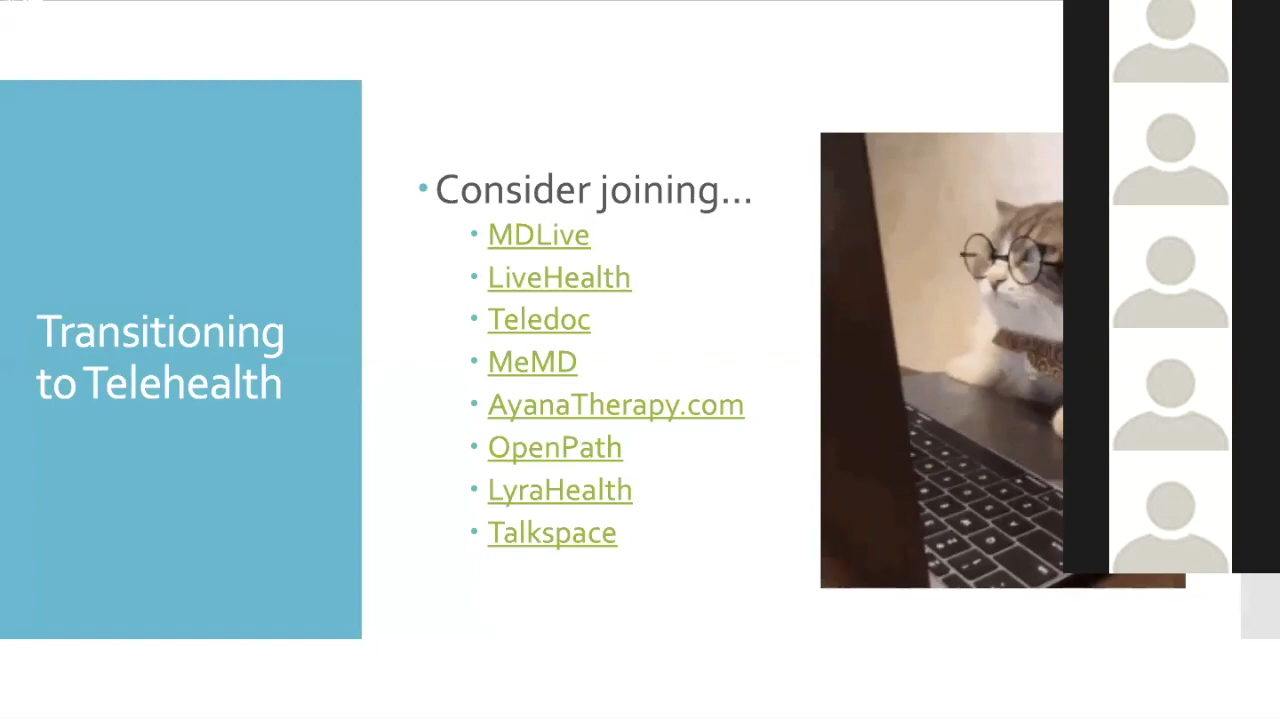 Transitioning
to Telehealth
Consider joining...
MDLive
LiveHealth
Teledoc
MeMD
AyanaTherapy.com
OpenPath
LyraHealth
Talkspace